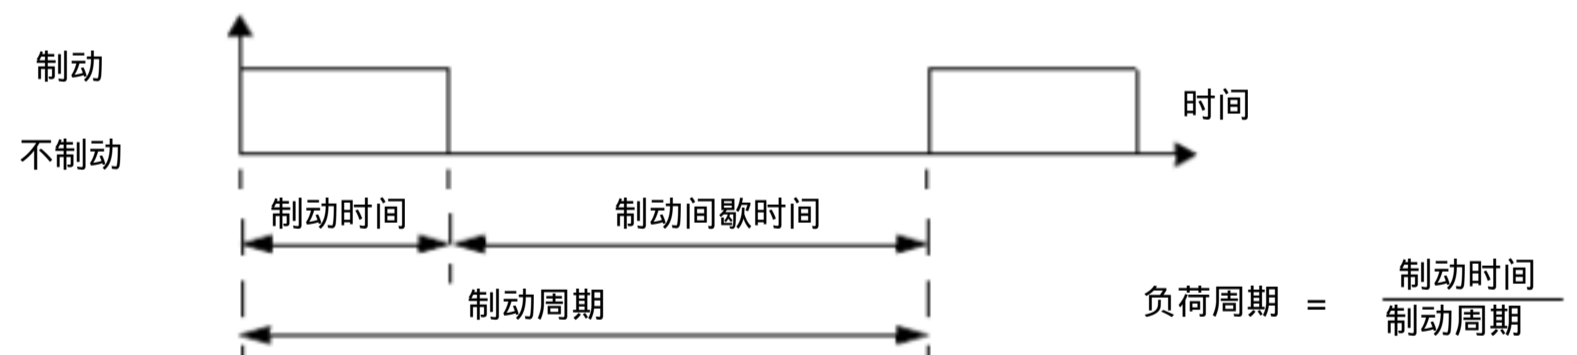 制动
时间
不制动
制动时间
制动间歇时间
制动周期
负荷周期 = 制动时间
制动周期